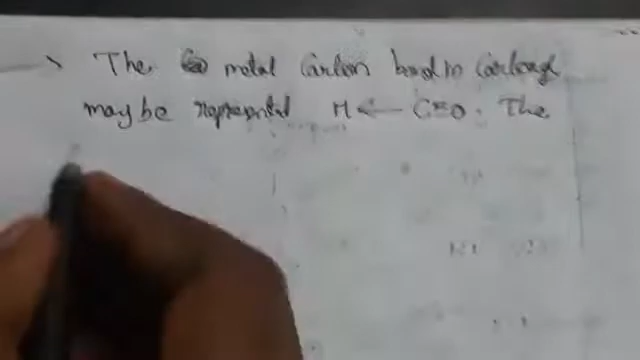 The metal Carbon bond in Carbonyl
may be represented M ← C≡O. The